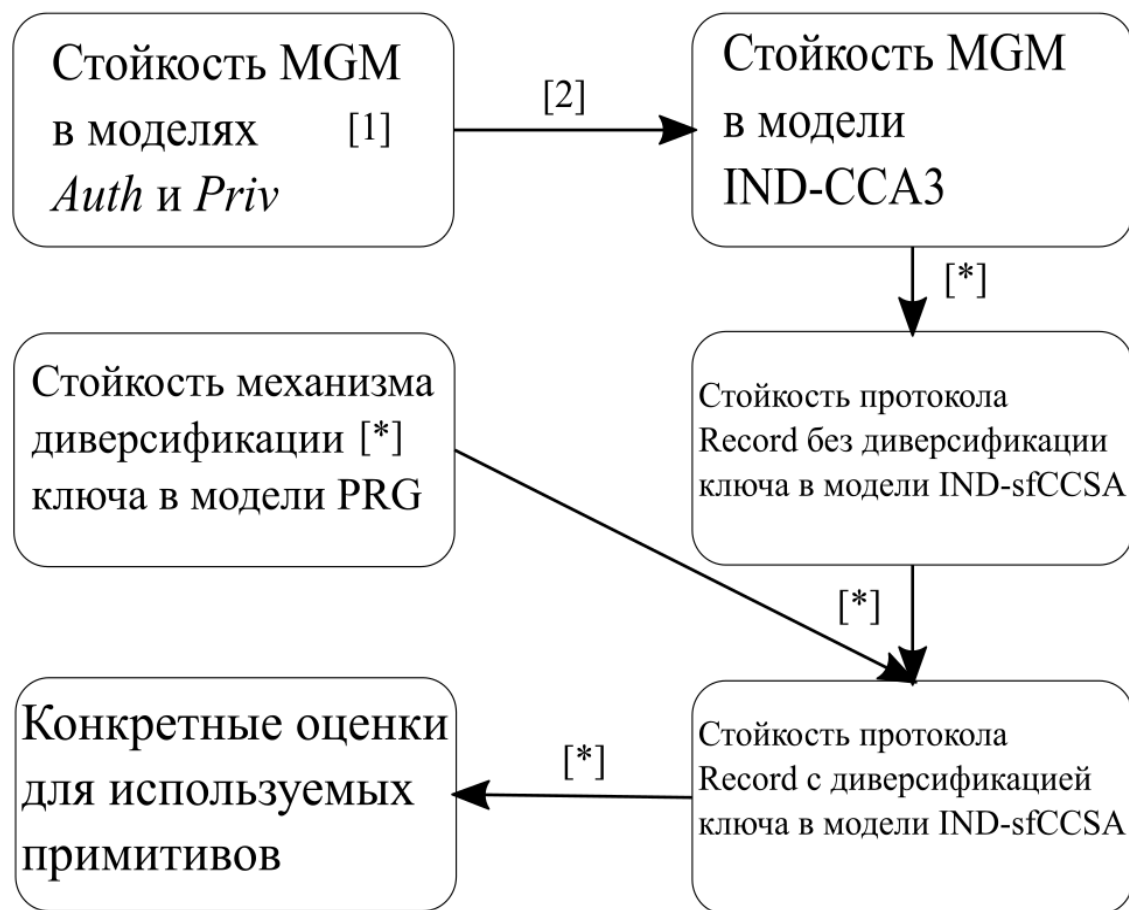 Стойкость MGM
в моделях [1]
Auth и Priv
[2]
Стойкость MGM
в модели
IND-CCA3
[*]
Стойкость механизма
диверсификации [*]
ключа в модели PRG
Стойкость протокола
Record без диверсификации
ключа в модели IND-sfCCSA
[*]
Конкретные оценки
для используемых
примитивов
[*]
Стойкость протокола
Record с диверсификацией
ключа в модели IND-sfCCSA